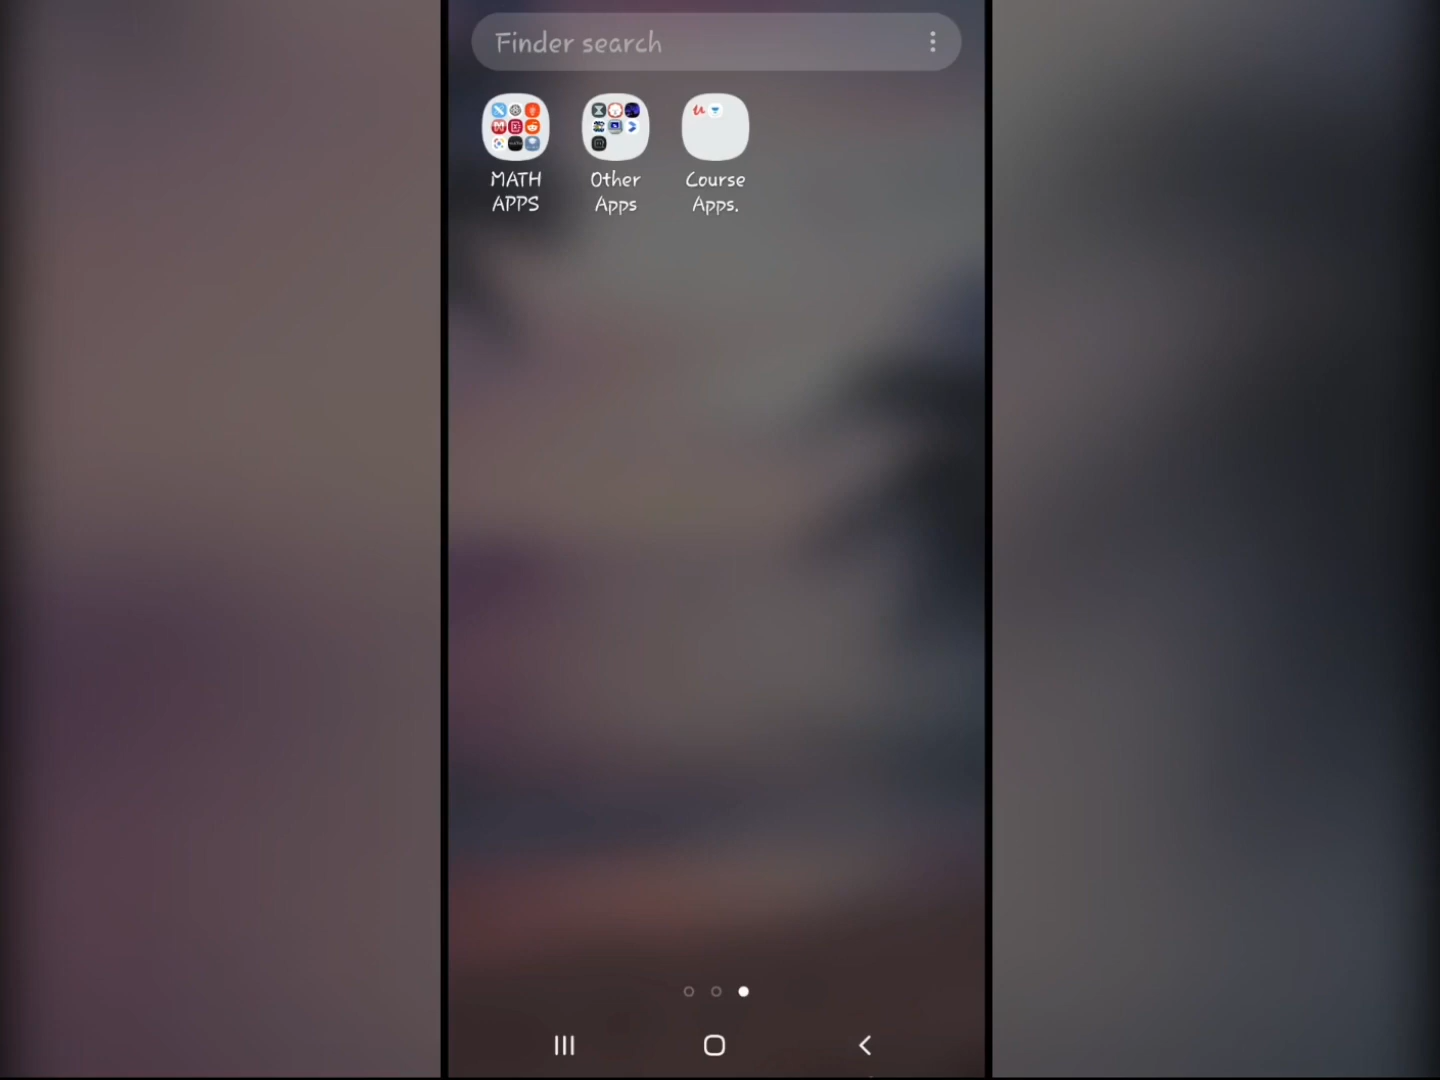 Finder search
MATH
APPS
Other
Apps
Course
Apps.